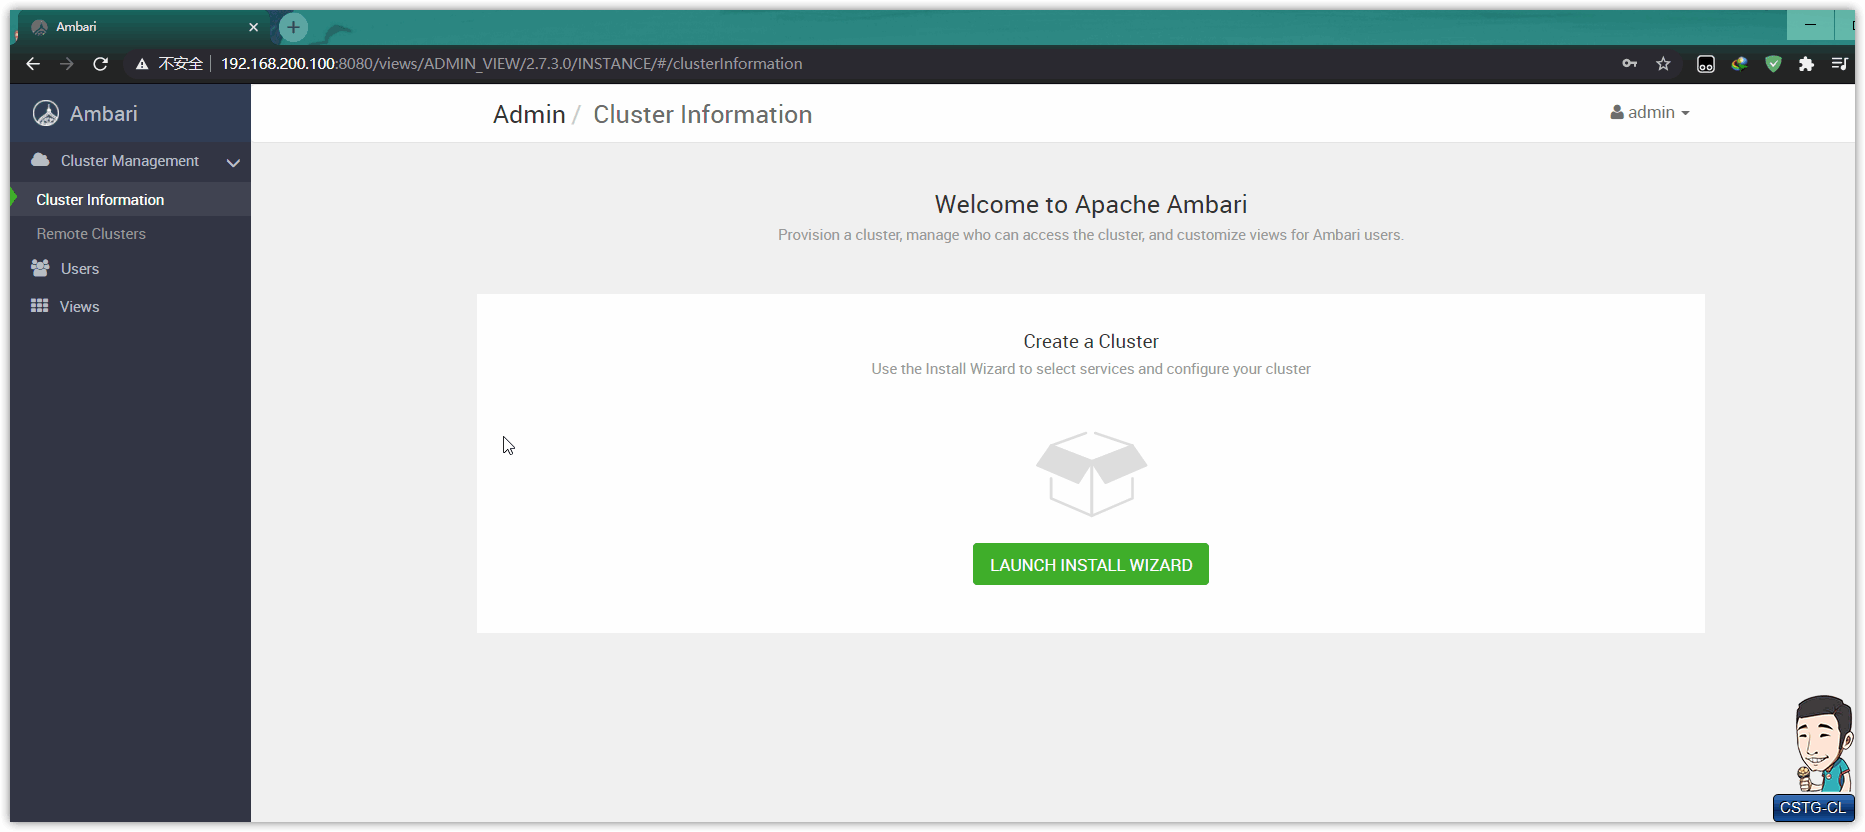 Ambari
不安全 192.168.200.100:8080/views/ADMIN_VIEW/2.7.3.0/INSTANCE/#/clusterInformation
Ambari
Admin / Cluster Information
admin
Cluster Management
Cluster Information
Remote Clusters
Users
Views
Welcome to Apache Ambari
Provision a cluster, manage who can access the cluster, and customize views for Ambari users.
Create a Cluster
Use the Install Wizard to select services and configure your cluster
LAUNCH INSTALL WIZARD
CSTG-CL